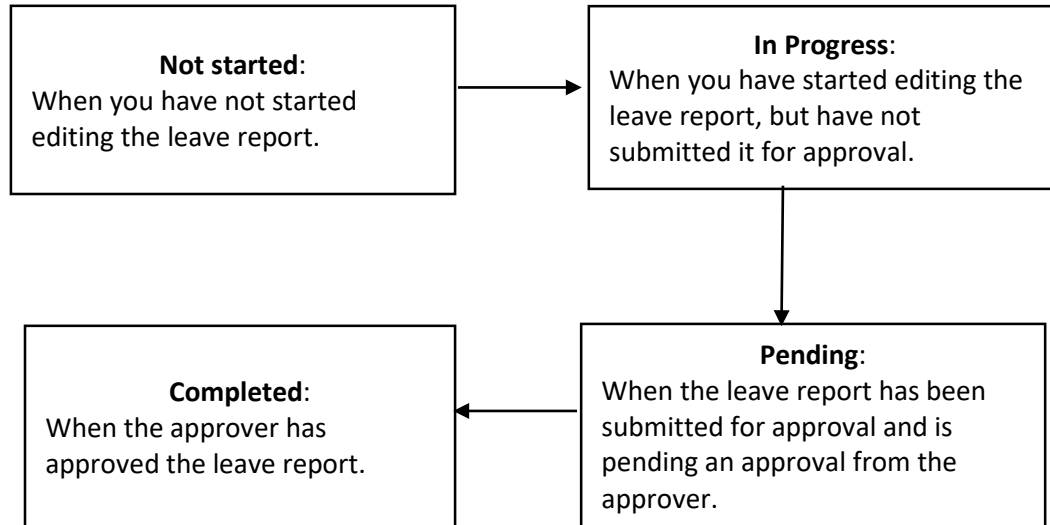 Not started:
When you have not started
editing the leave report.
In Progress:
When you have started editing the
leave report, but have not
submitted it for approval.
Pending:
When the leave report has been
submitted for approval and is
pending an approval from the
approver.
Completed:
When the approver has
approved the leave report.